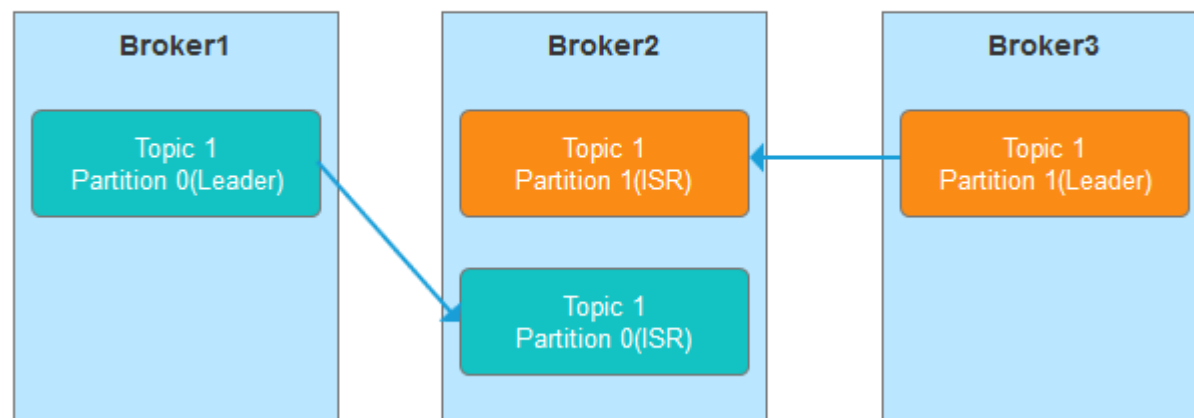 Broker1
Topic 1
Partition 0(Leader)
Broker2
Topic 1
Partition 1(ISR)
Topic 1
Partition 0(ISR)
Broker3
Topic 1
Partition 1(Leader)